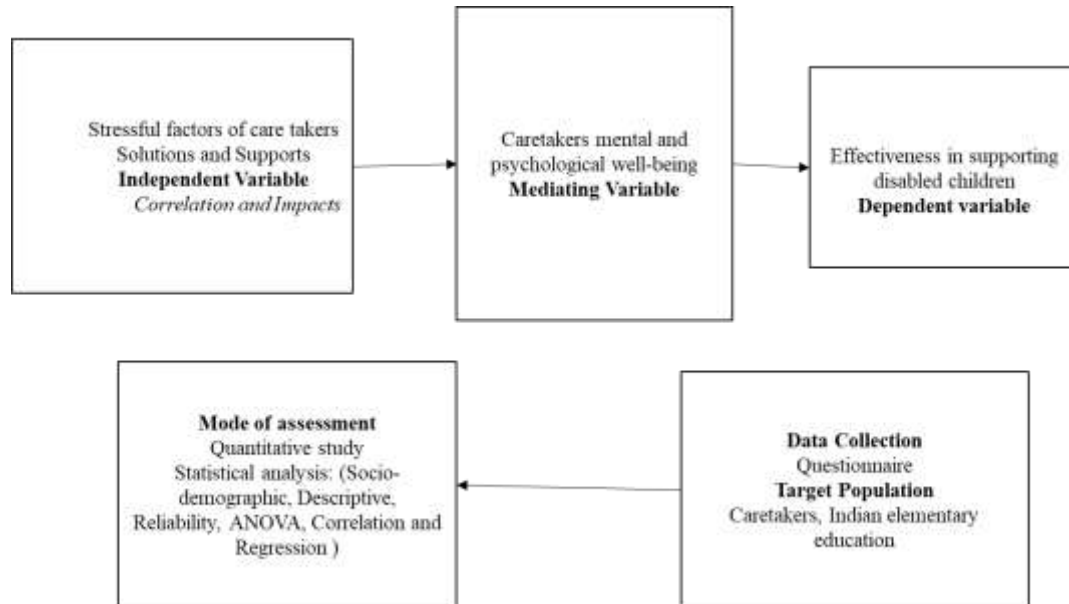 Stressful factors of care takers
Solutions and Supports
Independent Variable
Correlation and Impacts
Caretakers mental and
psychological well-being
Mediating Variable
Effectiveness in supporting
disabled children
Dependent variable
Mode of assessment
Quantitative study
Statistical analysis: (Socio-
demographic, Descriptive,
Reliability, ANOVA, Correlation and
Regression )
Data Collection
Questionnaire
Target Population
Caretakers, Indian elementary
education